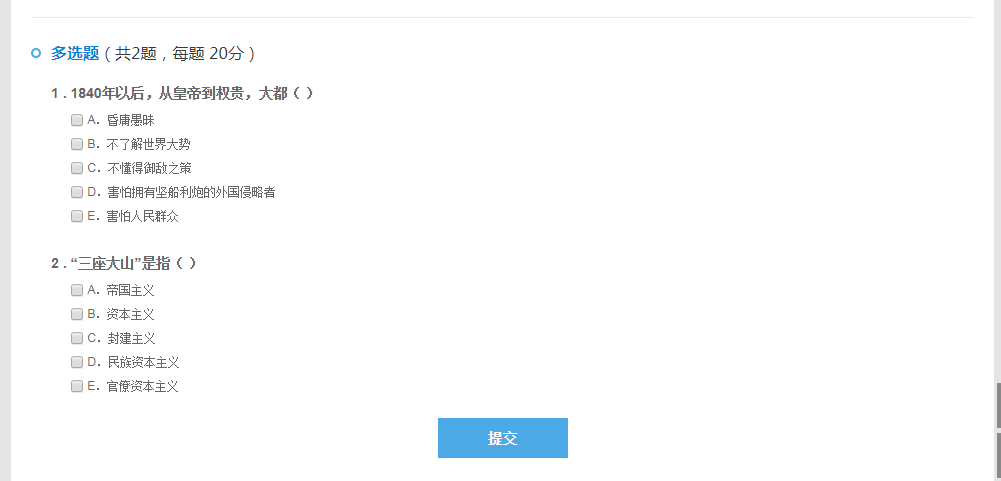 多选题（共2题，每题 20分）
1 . 1840年以后，从皇帝到权贵，大都（ ）
A. 昏庸愚昧
B. 不了解世界大势
C. 不懂得御敌之策
D. 害怕拥有坚船利炮的外国侵略者
E. 害怕人民群众
2 . “三座大山”是指（ ）
A. 帝国主义
B. 资本主义
C. 封建主义
D. 民族资本主义
E. 官僚资本主义
提交